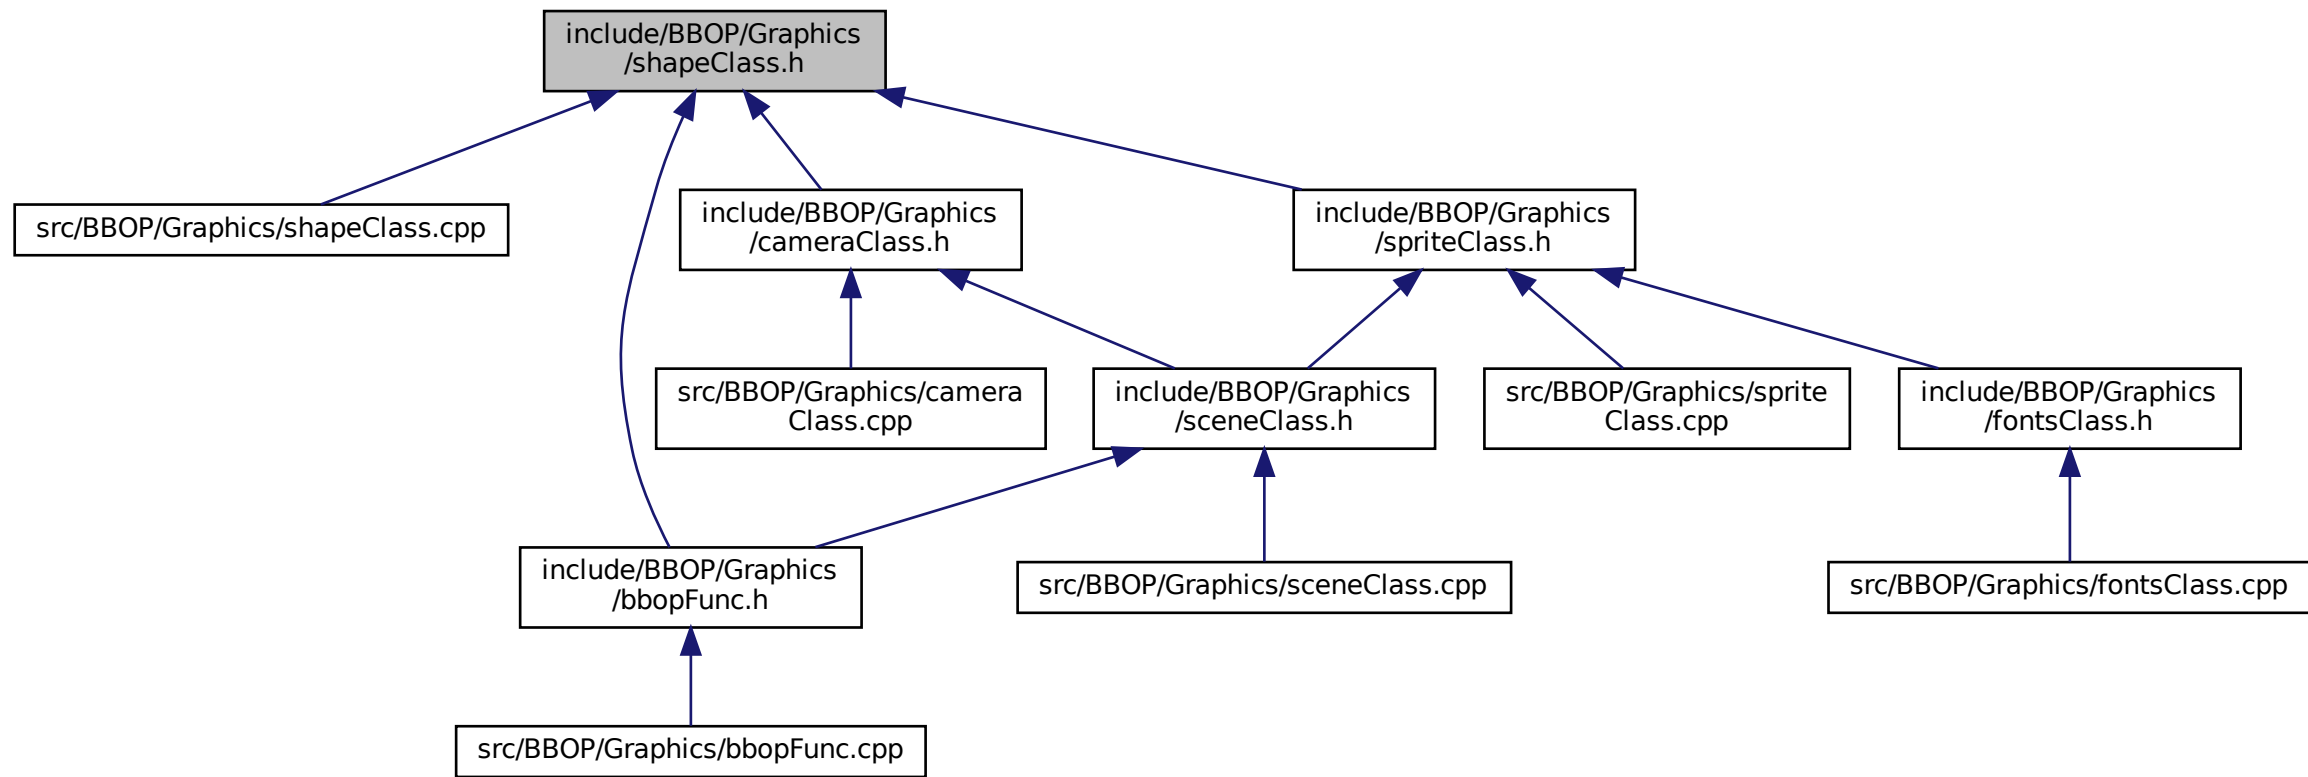 include/BBOP/Graphics
/shapeClass.h
src/BBOP/Graphics/shapeClass.cpp
include/BBOP/Graphics
/cameraClass.h
include/BBOP/Graphics
/spriteClass.h
src/BBOP/Graphics/camera
Class.cpp
include/BBOP/Graphics
/sceneClass.h
src/BBOP/Graphics/sprite
Class.cpp
include/BBOP/Graphics
/fontsClass.h
include/BBOP/Graphics
/bbopFunc.h
src/BBOP/Graphics/sceneClass.cpp
src/BBOP/Graphics/fontsClass.cpp
src/BBOP/Graphics/bbopFunc.cpp